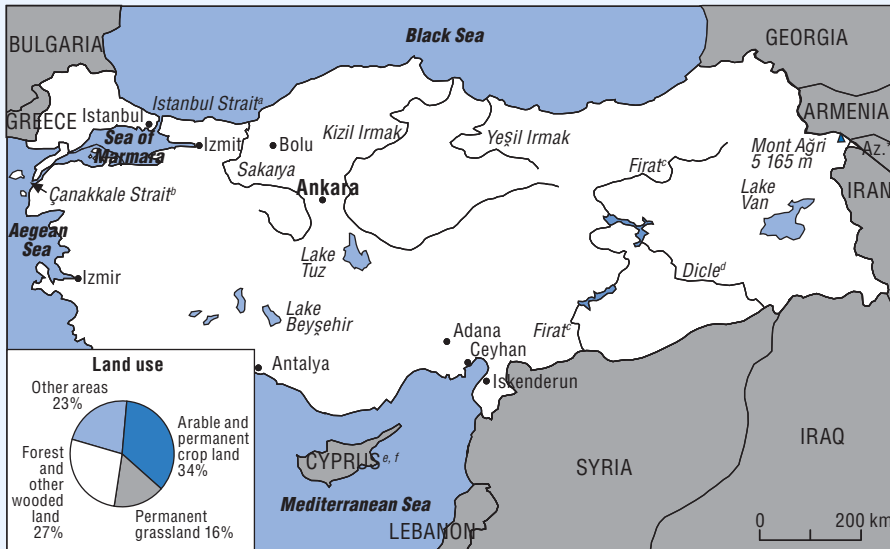 Black Sea
BULGARIA
GEORGIA
Istanbul Strait a
Istanbul
GREECE
ARMENIA
Sea of
Marmara
Izmit
Bolu
Kizil Irmak
Yeşil Irmak
Mont Ağri
5 165 m
Az.*
Sakarya
Firat c
Ankara
Lake
Van
IRAN
Çanakkale Strait b
Aegean
Sea
Lake
Tuz
Dicle d
Izmir
Lake
Beyşehir
Firat c
Adana
Ceyhan
Antalya
Iskenderun
IRAQ
CYPRUS e, f
SYRIA
Mediterranean Sea
LEBANON
0 200 km
Land use
Other areas
23%
Arable and
permanent
crop land
34%
Forest and
other
wooded
land
27%
Permanent
grassland 16%